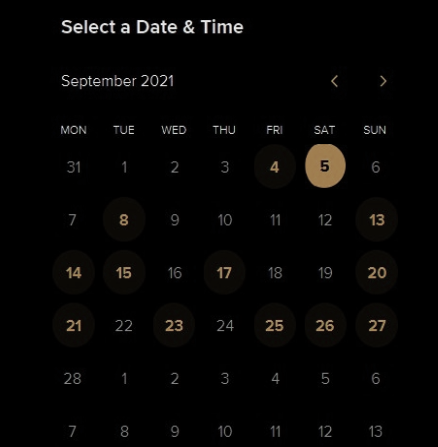 Select a Date & Time
September 2021
MON TUE WED THU FRI SAT SUN
31 1 2 3 4 5 6
7 8 9 10 11 12 13
14 15 16 17 18 19 20
21 22 23 24 25 26 27
28 1 2 3 4 5 6
7 8 9 10 11 12 13